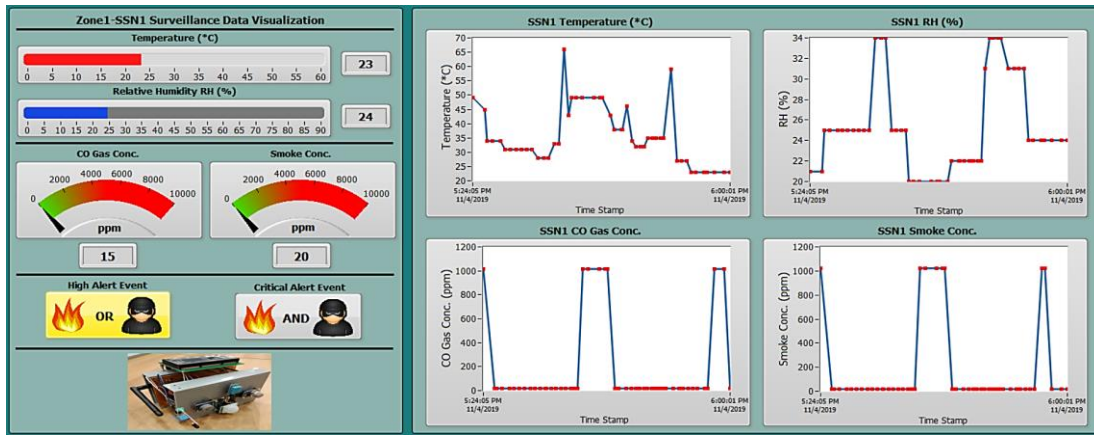 Zone1-SSN1 Surveillance Data Visualization
Temperature (*C)
0 5 10 15 20 25 30 35 40 45 50 55 60
23
Relative Humidity RH (%)
0 5 10 15 20 25 30 35 40 45 50 55 60 65 70 75 80 85 90
24
CO Gas Conc.
0 2000 4000 6000 8000 10000
ppm
15
Smoke Conc.
0 2000 4000 6000 8000 10000
ppm
20
High Alert Event
OR
Critical Alert Event
AND
SSN1 Temperature (*C)
Temperature (*C)
70
65
60
55
50
45
40
35
30
25
20
5:24:05 PM
11/4/2019
6:00:01 PM
11/4/2019
Time Stamp
SSN1 RH (%)
RH (%)
34
32
30
28
26
24
22
20
5:24:05 PM
11/4/2019
6:00:01 PM
11/4/2019
Time Stamp
SSN1 CO Gas Conc.
CO Gas Conc. (ppm)
1200
1000
800
600
400
200
0
5:24:05 PM
11/4/2019
6:00:01 PM
11/4/2019
Time Stamp
SSN1 Smoke Conc.
Smoke Conc. (ppm)
1200
1000
800
600
400
200
0
5:24:05 PM
11/4/2019
6:00:01 PM
11/4/2019
Time Stamp